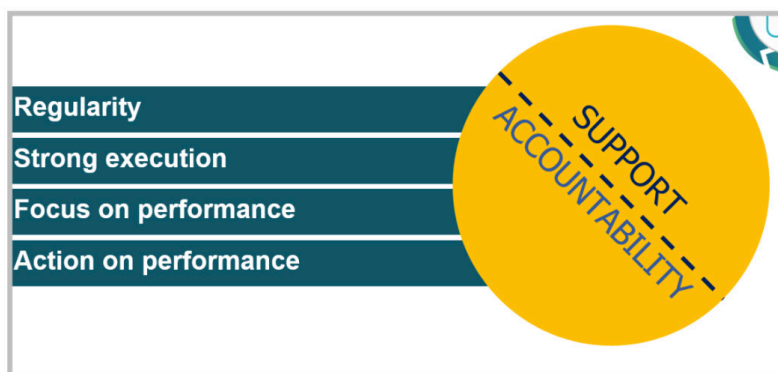 Regularity
Strong execution
Focus on performance
Action on performance
SUPPORT
ACCOUNTABILITY